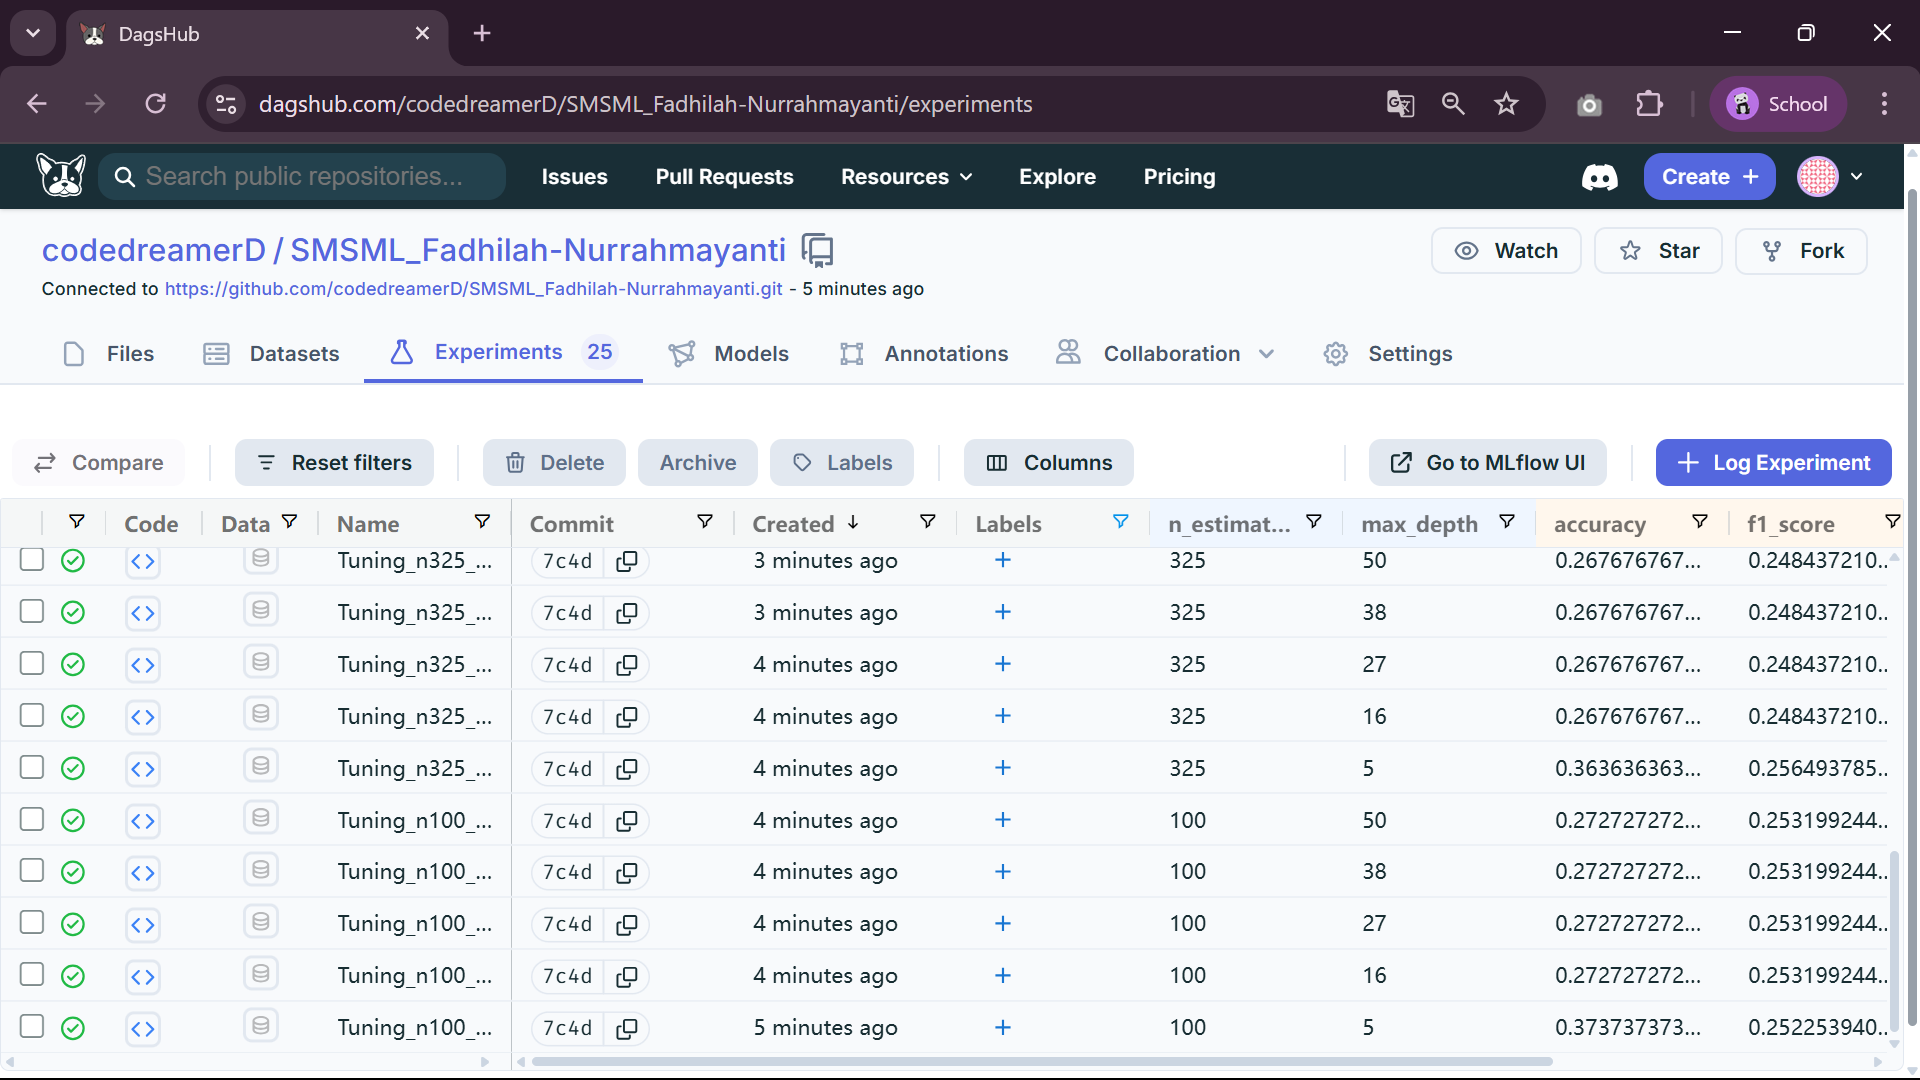 DagsHub
dagshub.com/codedreamerD/SMSML_Fadhilah-Nurrahmayanti/experiments
School
Search public repositories...
Issues
Pull Requests
Resources
Explore
Pricing
Create +
codedreamerD / SMSML_Fadhilah-Nurrahmayanti
Watch
Star
Fork
Connected to https://github.com/codedreamerD/SMSML_Fadhilah-Nurrahmayanti.git - 5 minutes ago
Files
Datasets
Experiments 25
Models
Annotations
Collaboration
Settings
Compare
Reset filters
Delete
Archive
Labels
Columns
Go to MLflow UI
+ Log Experiment
Code Data Name Commit Created ↓ Labels n_estimat... max_depth accuracy f1_score
Tuning_n325_... 7c4d 3 minutes ago + 325 50 0.267676767... 0.248437210..
Tuning_n325_... 7c4d 3 minutes ago + 325 38 0.267676767... 0.248437210..
Tuning_n325_... 7c4d 4 minutes ago + 325 27 0.267676767... 0.248437210..
Tuning_n325_... 7c4d 4 minutes ago + 325 16 0.267676767... 0.248437210..
Tuning_n325_... 7c4d 4 minutes ago + 325 5 0.363636363... 0.256493785..
Tuning_n100_... 7c4d 4 minutes ago + 100 50 0.272727272... 0.253199244..
Tuning_n100_... 7c4d 4 minutes ago + 100 38 0.272727272... 0.253199244..
Tuning_n100_... 7c4d 4 minutes ago + 100 27 0.272727272... 0.253199244..
Tuning_n100_... 7c4d 4 minutes ago + 100 16 0.272727272... 0.253199244..
Tuning_n100_... 7c4d 5 minutes ago + 100 5 0.373737373... 0.252253940..